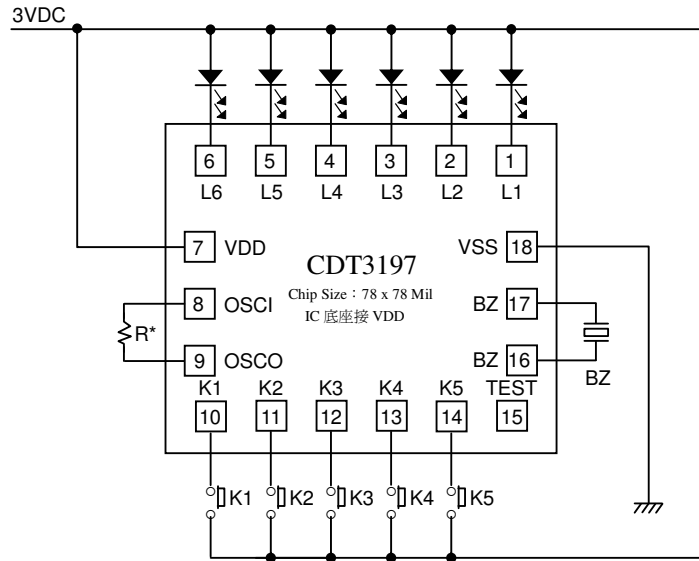 3VDC
6 5 4 3 2 1
L6 L5 L4 L3 L2 L1
7 VDD VSS 18
CDT3197
Chip Size：78 x 78 Mil
IC 底座接 VDD
8 OSCI BZ 17
R*
9 OSCO BZ 16
BZ
K1 K2 K3 K4 K5 TEST
10 11 12 13 14 15
K1 K2 K3 K4 K5